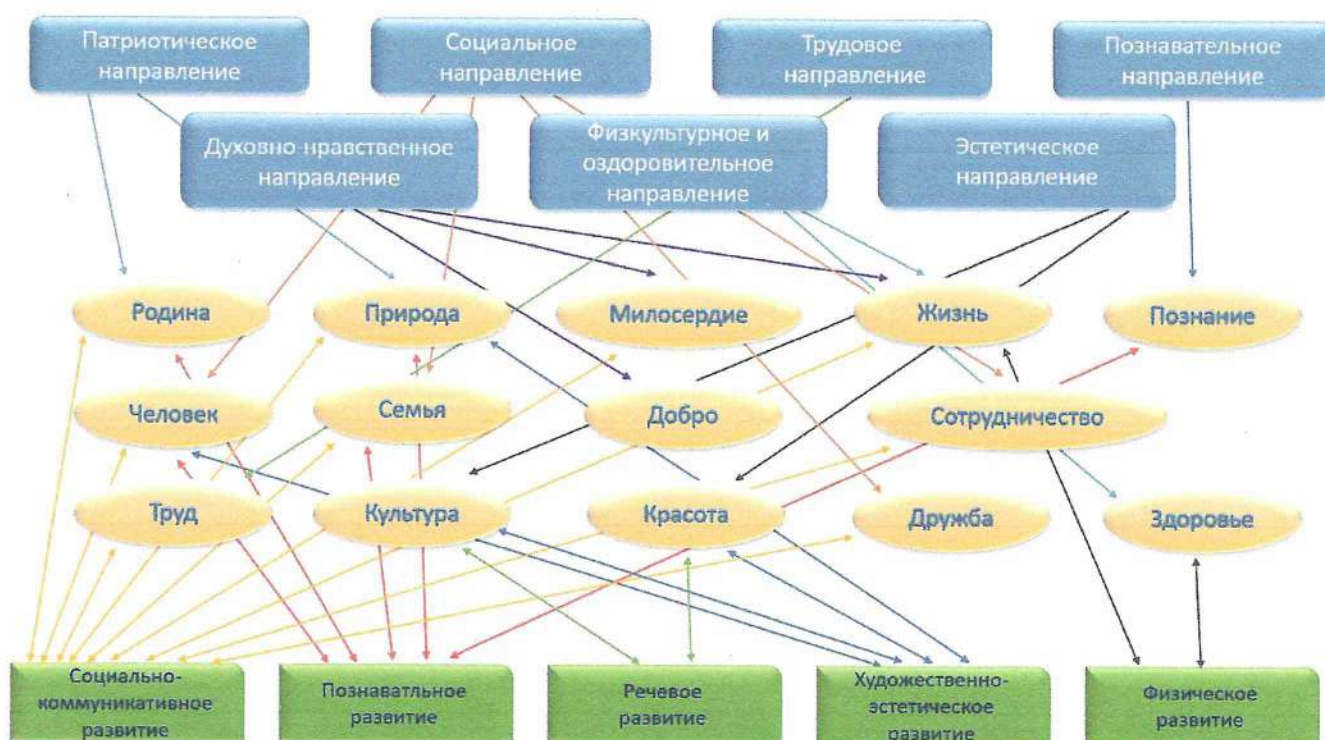 Патриотическое
направление
Социальное
направление
Трудовое
направление
Познавательное
направление
Духовно-нравственное
направление
Физкультурное и
оздоровительное
направление
Эстетическое
направление
Родина
Природа
Милосердие
Жизнь
Познание
Человек
Семья
Добро
Сотрудничество
Труд
Культура
Красота
Дружба
Здоровье
Социально-
коммуникативное
развитие
Познаватльное
развитие
Речевое
развитие
Художественно-
эстетическое
развитие
Физическое
развитие